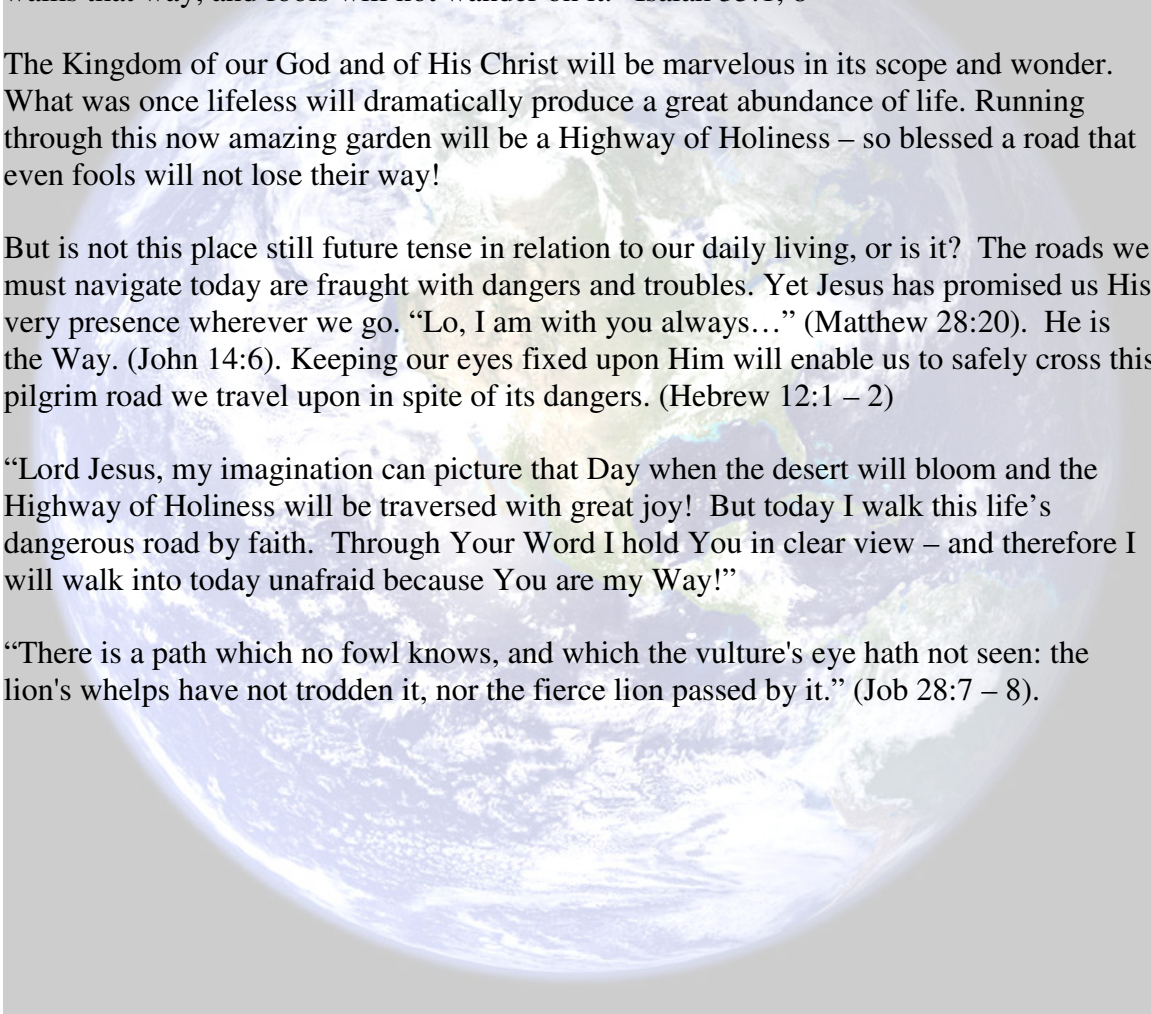 walks that way, and fools will not wander on it.” Isaiah 35:1, 8
The Kingdom of our God and of His Christ will be marvelous in its scope and wonder.
What was once lifeless will dramatically produce a great abundance of life. Running
through this now amazing garden will be a Highway of Holiness – so blessed a road that
even fools will not lose their way!
But is not this place still future tense in relation to our daily living, or is it?  The roads we
must navigate today are fraught with dangers and troubles. Yet Jesus has promised us His
very presence wherever we go. “Lo, I am with you always…” (Matthew 28:20).  He is
the Way. (John 14:6). Keeping our eyes fixed upon Him will enable us to safely cross this
pilgrim road we travel upon in spite of its dangers. (Hebrew 12:1 – 2)
“Lord Jesus, my imagination can picture that Day when the desert will bloom and the
Highway of Holiness will be traversed with great joy!  But today I walk this life’s
dangerous road by faith.  Through Your Word I hold You in clear view – and therefore I
will walk into today unafraid because You are my Way!”
“There is a path which no fowl knows, and which the vulture's eye hath not seen: the
lion's whelps have not trodden it, nor the fierce lion passed by it.” (Job 28:7 – 8).